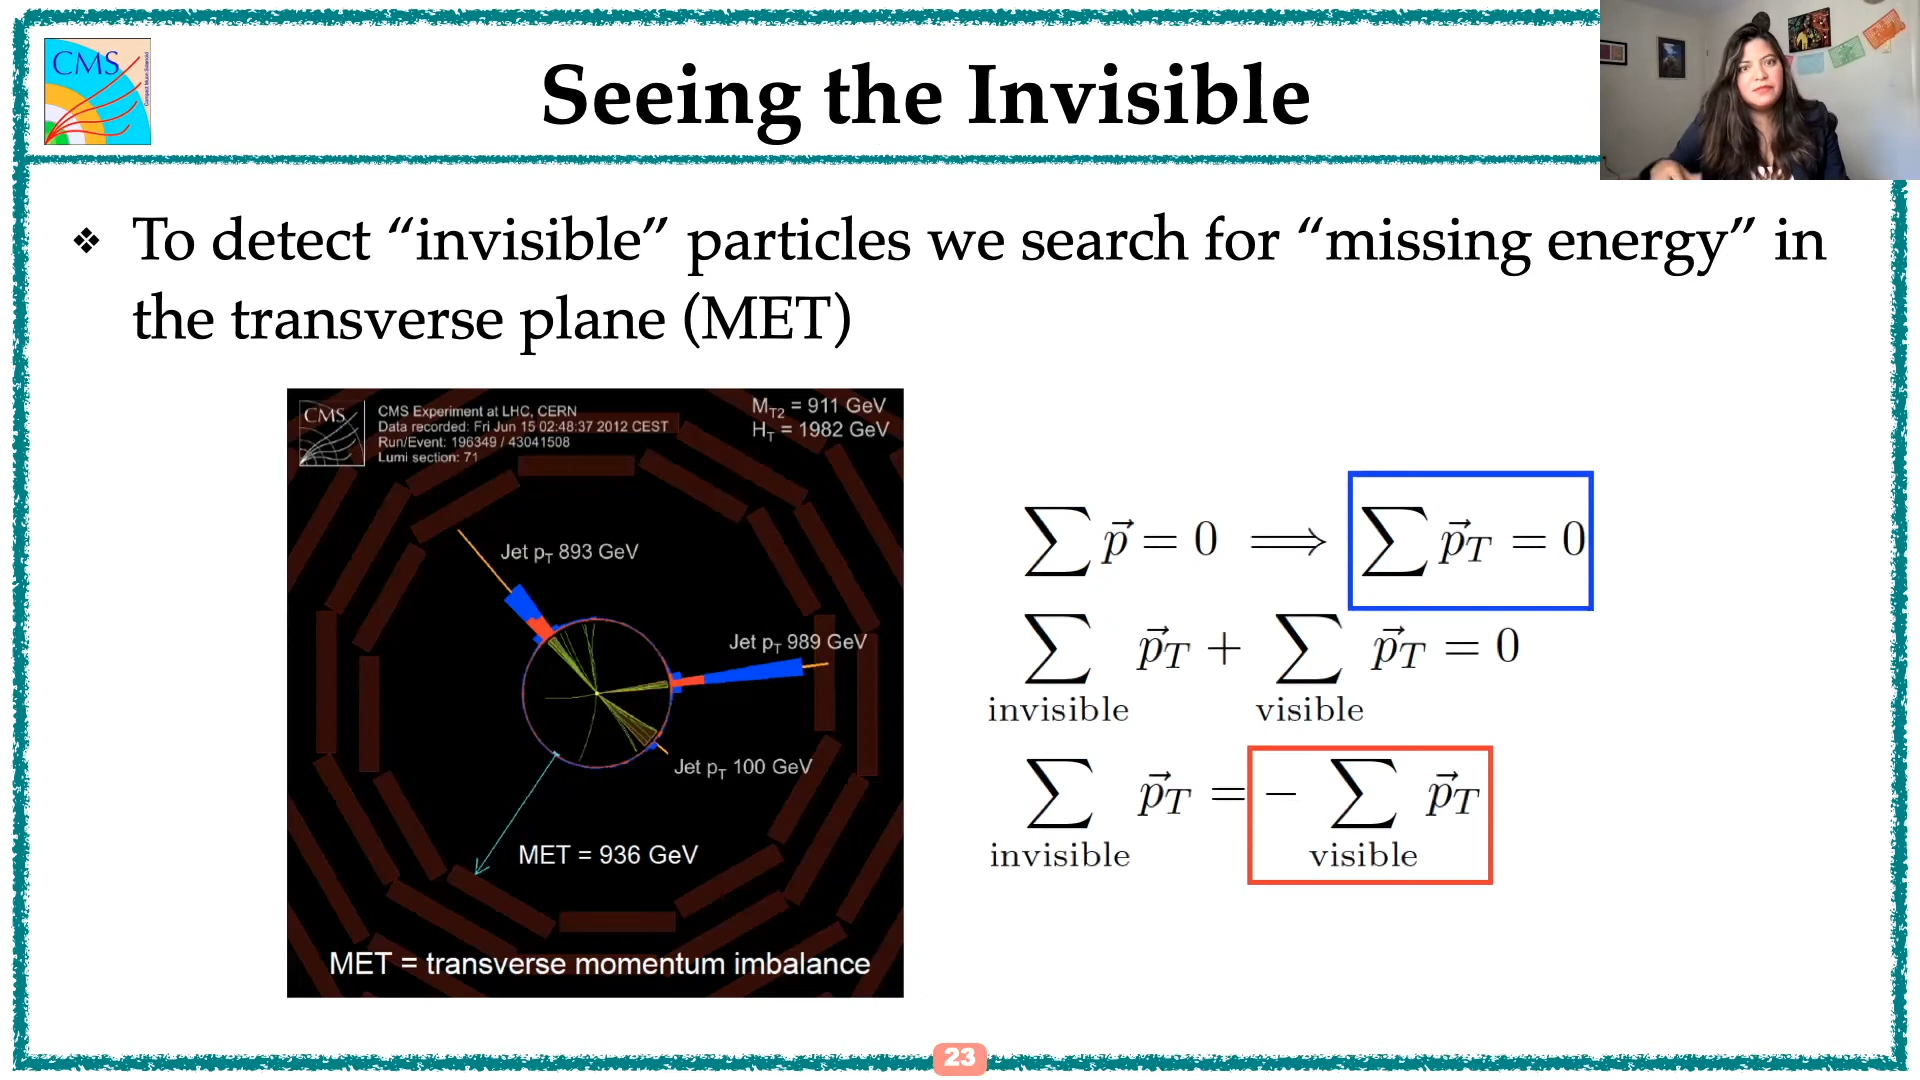 CMS
Compact Muon Solenoid
Seeing the Invisible
❖ To detect “invisible” particles we search for “missing energy” in
the transverse plane (MET)
CMS
CMS Experiment at LHC, CERN
Data recorded: Fri Jun 15 02:48:37 2012 CEST
Run/Event: 196349 / 43041508
Lumi section: 71
M_T2 = 911 GeV
H_T = 1982 GeV
Jet p_T 893 GeV
Jet p_T 989 GeV
Jet p_T 100 GeV
MET = 936 GeV
MET = transverse momentum imbalance
∑ p⃗ = 0 ⟹ ∑ p⃗_T = 0
∑ p⃗_T + ∑ p⃗_T = 0
invisible visible
∑ p⃗_T = − ∑ p⃗_T
invisible visible
23